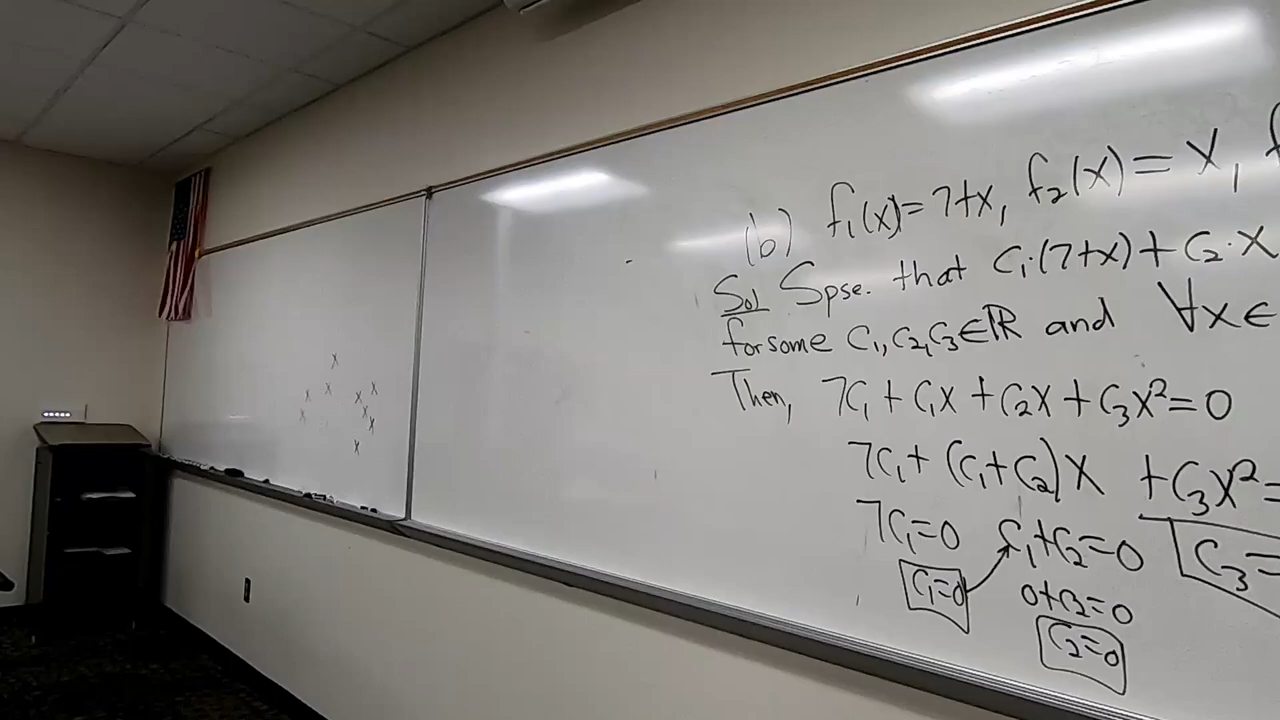 (b) f₁(x)=7+x, f₂(x)=x, f
Sol Spse. that C₁·(7+x)+C₂·x
for some C₁,C₂,C₃∈ℝ and ∀x∈
Then, 7C₁+C₁x+C₂x+C₃x²=0
7C₁+(C₁+C₂)x +C₃x²=
7C₁=0 C₁+C₂=0 C₃=
C₁=0 0+C₂=0
C₂=0
x
x x x x
x x
x
x